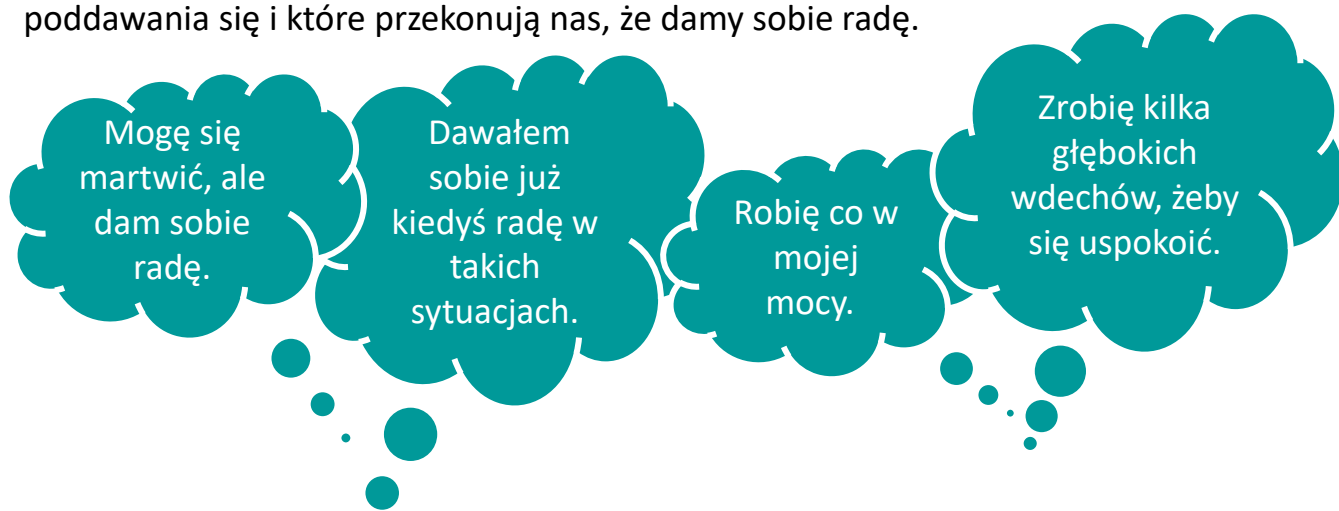 poddawania się i które przekonują nas, że damy sobie radę.
Mogę się
martwić, ale
dam sobie
radę.
Dawałem
sobie już
kiedyś radę w
takich
sytuacjach.
Robię co w
mojej
mocy.
Zrobię kilka
głębokich
wdechów, żeby
się uspokoić.